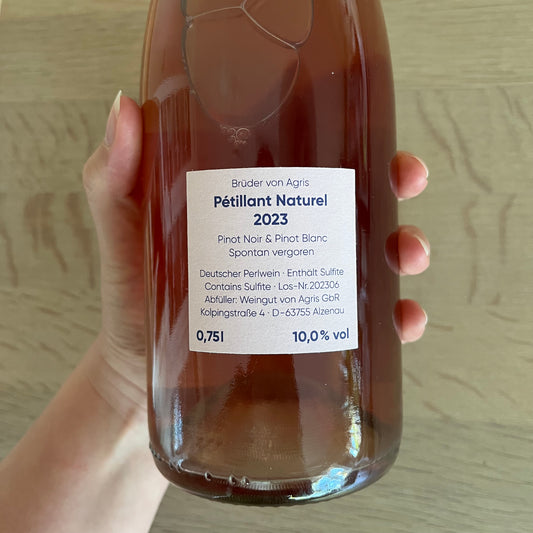 Brüder von Agris
Pétillant Naturel
2023
Pinot Noir & Pinot Blanc
Spontan vergoren
Deutscher Perlwein · Enthält Sulfite
Contains Sulfite · Los-Nr.202306
Abfüller: Weingut von Agris GbR
Kolpingstraße 4 · D-63755 Alzenau
0,75l 10,0% vol